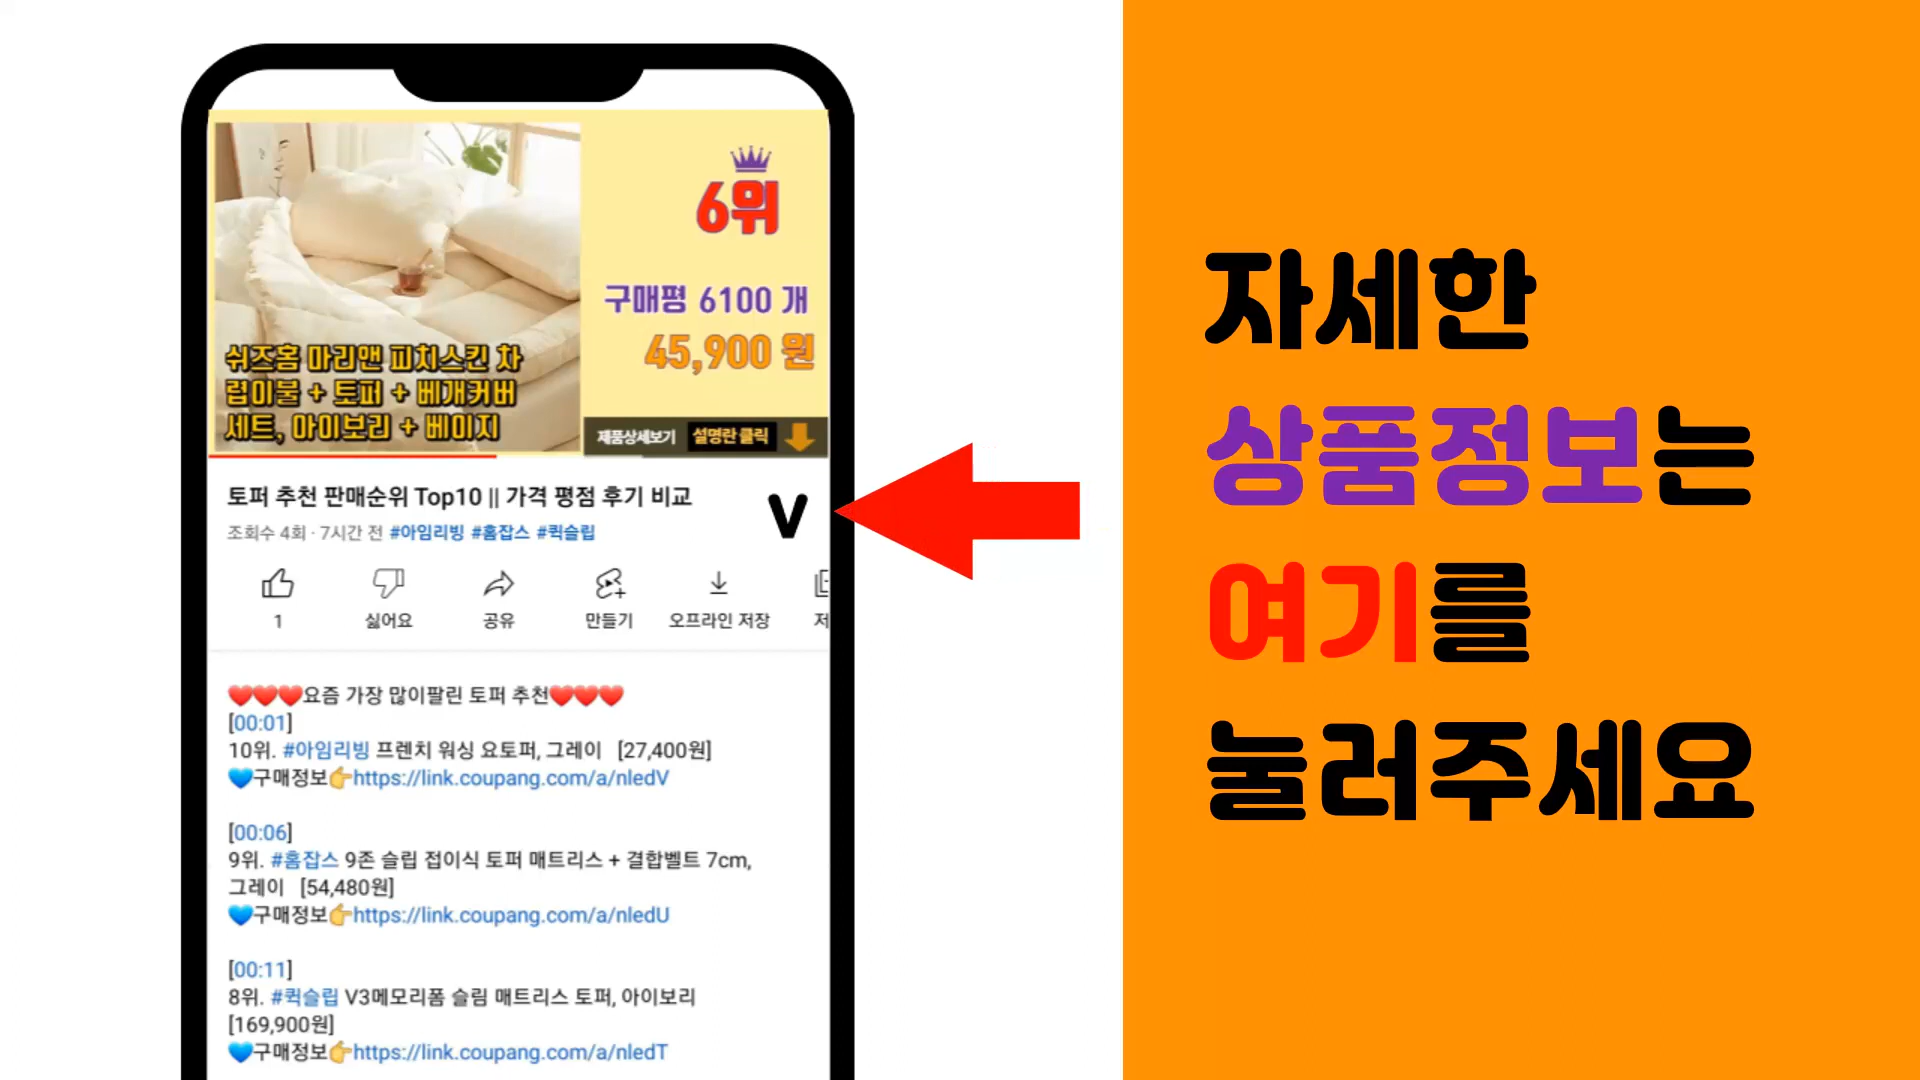 6위
구매평 6100 개
45,900 원
쉬즈홈 마리앤 피치스킨 차
렵이불 + 토퍼 + 베개커버
세트, 아이보리 + 베이지
제품상세보기 설명란 클릭
토퍼 추천 판매순위 Top10 || 가격 평점 후기 비교
V
조회수 4회 · 7시간 전 #아임리빙 #홈잡스 #퀵슬립
1 싫어요 공유 만들기 오프라인 저장 저
❤️❤️❤️요즘 가장 많이팔린 토퍼 추천❤️❤️❤️
[00:01]
10위. #아임리빙 프렌치 워싱 요토퍼, 그레이 [27,400원]
💙구매정보👉https://link.coupang.com/a/nledV
[00:06]
9위. #홈잡스 9존 슬립 접이식 토퍼 매트리스 + 결합벨트 7cm,
그레이 [54,480원]
💙구매정보👉https://link.coupang.com/a/nledU
[00:11]
8위. #퀵슬립 V3메모리폼 슬림 매트리스 토퍼, 아이보리
[169,900원]
💙구매정보👉https://link.coupang.com/a/nledT
자세한
상품정보는
여기를
눌러주세요